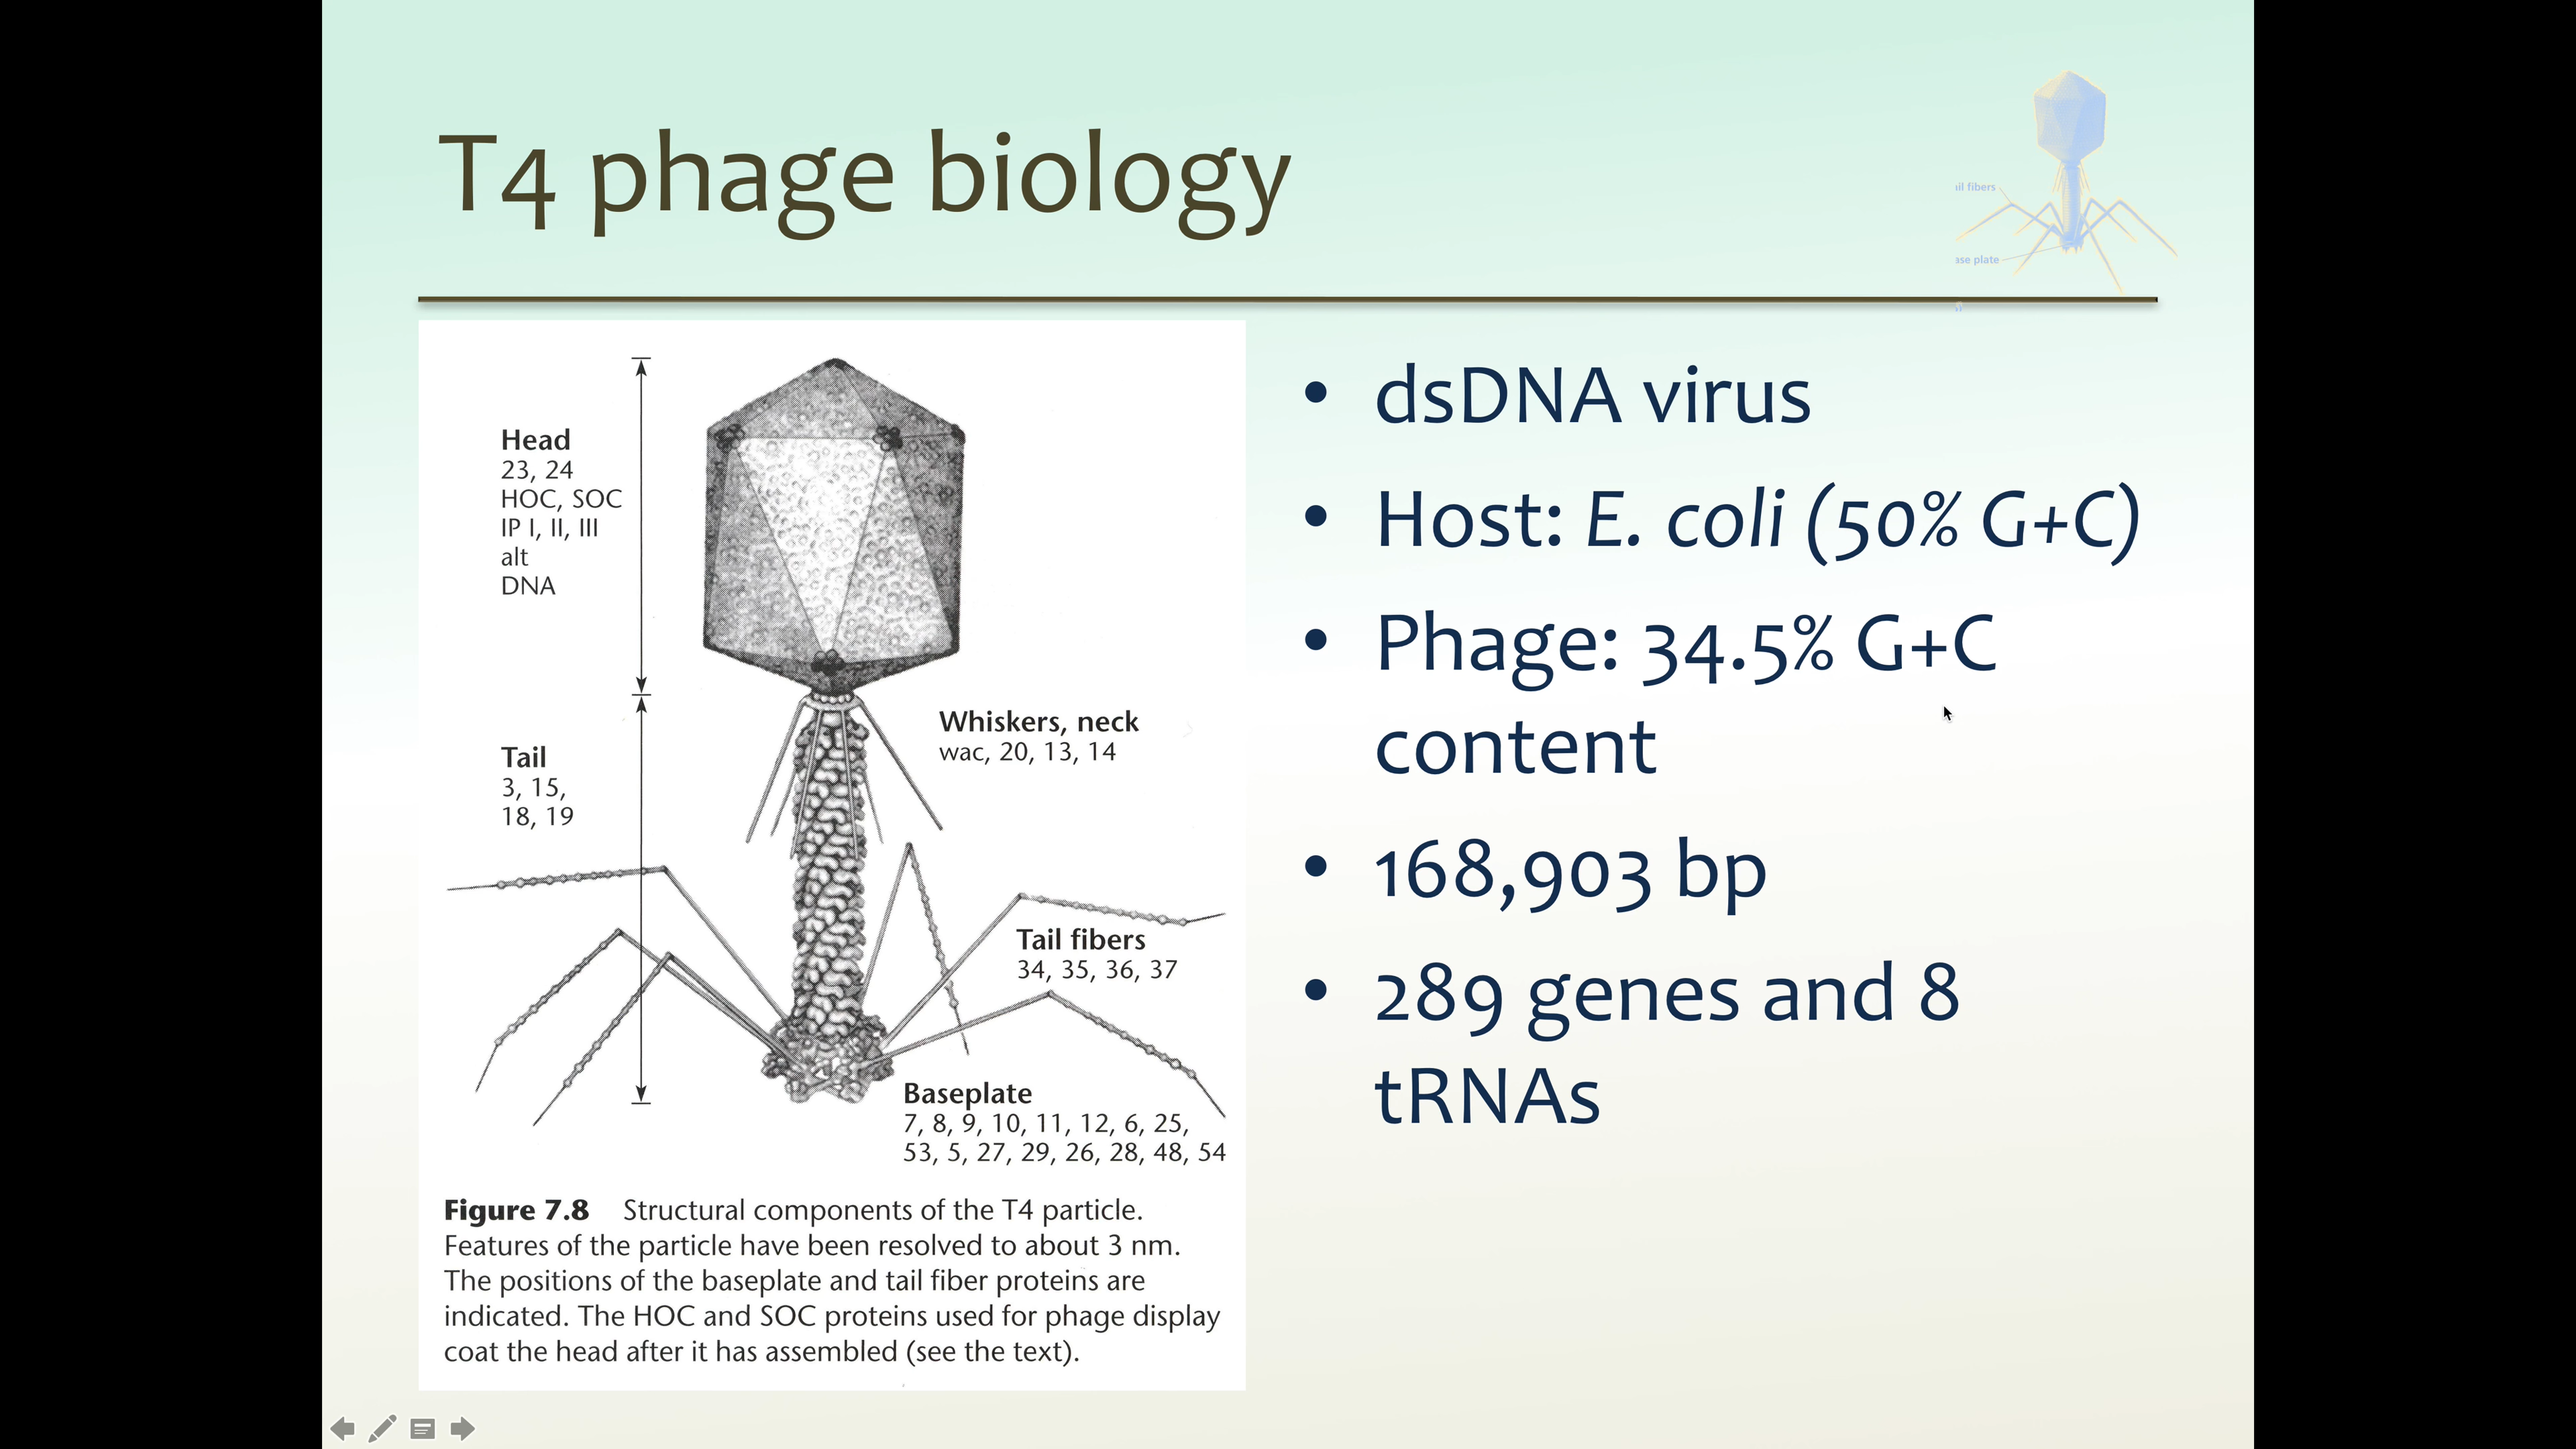 T4 phage biology
ail fibers
ase plate
Head
23, 24
HOC, SOC
IP I, II, III
alt
DNA
Whiskers, neck
wac, 20, 13, 14
Tail
3, 15,
18, 19
Tail fibers
34, 35, 36, 37
Baseplate
7, 8, 9, 10, 11, 12, 6, 25,
53, 5, 27, 29, 26, 28, 48, 54
Figure 7.8 Structural components of the T4 particle.
Features of the particle have been resolved to about 3 nm.
The positions of the baseplate and tail fiber proteins are
indicated. The HOC and SOC proteins used for phage display
coat the head after it has assembled (see the text).
• dsDNA virus
• Host: E. coli (50% G+C)
• Phage: 34.5% G+C
content
• 168,903 bp
• 289 genes and 8
tRNAs